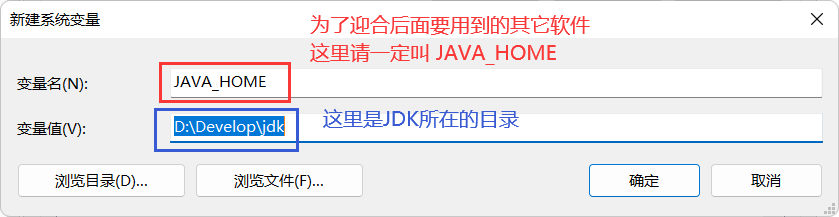 新建系统变量
为了迎合后面要用到的其它软件
这里请一定叫 JAVA_HOME
变量名(N):
JAVA_HOME
变量值(V):
D:\Develop\jdk
这里是JDK所在的目录
浏览目录(D)...
浏览文件(F)...
确定
取消